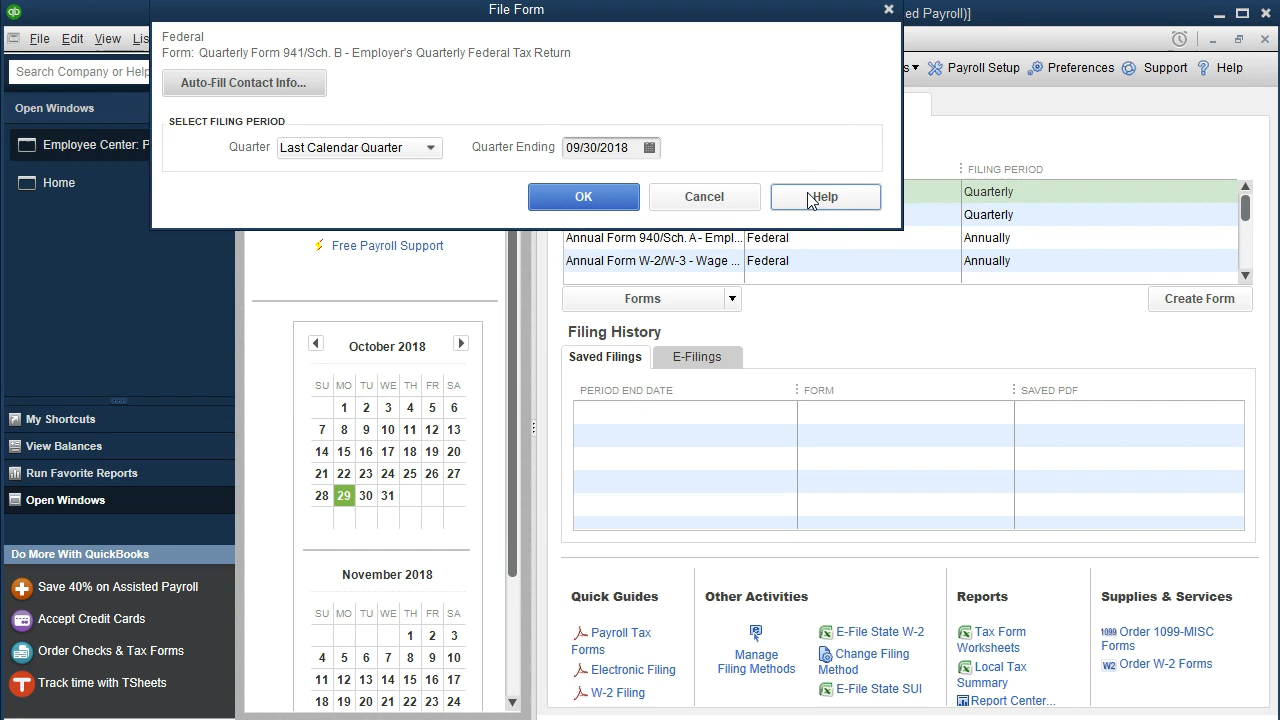 File Form
ed Payroll)]
File Edit View Lis
Search Company or Help
s Payroll Setup Preferences Support Help
Federal
Form: Quarterly Form 941/Sch. B - Employer's Quarterly Federal Tax Return
Auto-Fill Contact Info...
SELECT FILING PERIOD
Quarter Last Calendar Quarter Quarter Ending 09/30/2018
OK Cancel Help
Open Windows
Employee Center: P
Home
FILING PERIOD
Quarterly
Quarterly
Annual Form 940/Sch. A - Empl... Federal Annually
Annual Form W-2/W-3 - Wage ... Federal Annually
Free Payroll Support
Forms Create Form
Filing History
Saved Filings E-Filings
PERIOD END DATE FORM SAVED PDF
October 2018
SU MO TU WE TH FR SA
1 2 3 4 5 6
7 8 9 10 11 12 13
14 15 16 17 18 19 20
21 22 23 24 25 26 27
28 29 30 31
November 2018
SU MO TU WE TH FR SA
1 2 3
4 5 6 7 8 9 10
11 12 13 14 15 16 17
18 19 20 21 22 23 24
My Shortcuts
View Balances
Run Favorite Reports
Open Windows
Do More With QuickBooks
Save 40% on Assisted Payroll
Accept Credit Cards
Order Checks & Tax Forms
Track time with TSheets
Quick Guides
Payroll Tax
Forms
Electronic Filing
W-2 Filing
Other Activities
Manage
Filing Methods
E-File State W-2
Change Filing
Method
E-File State SUI
Reports
Tax Form
Worksheets
Local Tax
Summary
Report Center...
Supplies & Services
1099 Order 1099-MISC
Forms
W2 Order W-2 Forms